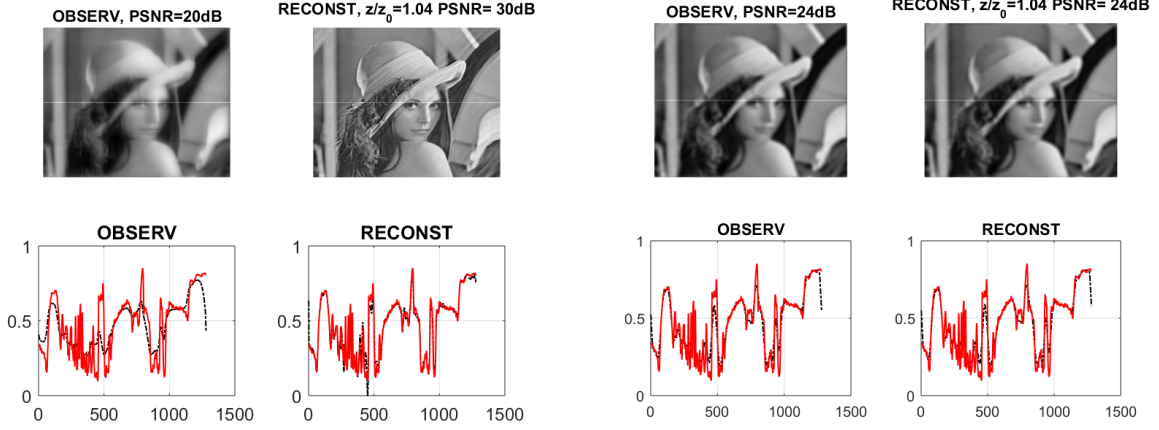 OBSERV, PSNR=20dB
RECONST, z/z0=1.04 PSNR= 30dB
OBSERV, PSNR=24dB
RECONST, z/z0=1.04 PSNR= 24dB
OBSERV
1
0.5
0
0 500 1000 1500
RECONST
1
0.5
0
0 500 1000 1500
OBSERV
1
0.5
0
0 500 1000 1500
RECONST
1
0.5
0
0 500 1000 1500